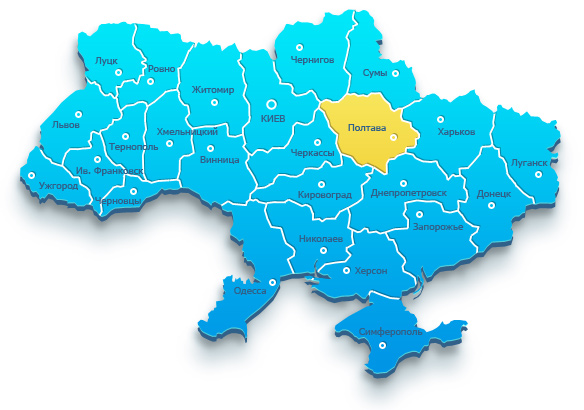 Луцк
Ровно
Чернигов
Сумы
Житомир
КИЕВ
Львов
Хмельницкий
Полтава
Харьков
Тернополь
Винница
Черкассы
Луганск
Ив. Франковск
Ужгород
Черновцы
Кировоград
Днепропетровск
Донецк
Запорожье
Николаев
Херсон
Одесса
Симферополь